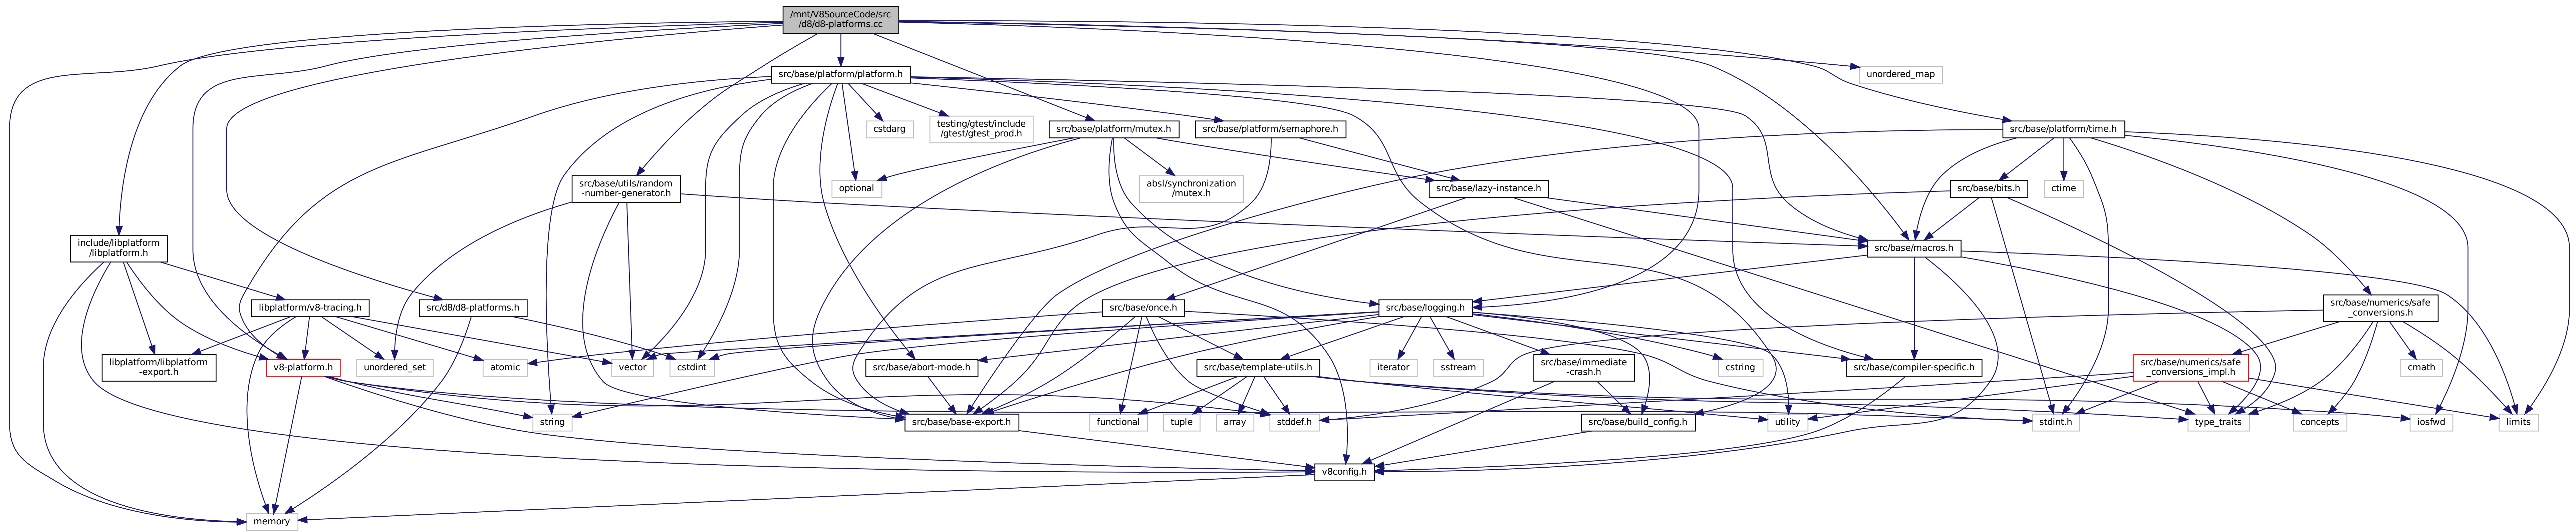 /mnt/V8SourceCode/src
/d8/d8-platforms.cc
src/base/platform/platform.h
unordered_map
cstdarg
testing/gtest/include
/gtest/gtest_prod.h
src/base/platform/mutex.h
src/base/platform/semaphore.h
src/base/platform/time.h
src/base/utils/random
-number-generator.h
optional
absl/synchronization
/mutex.h
src/base/lazy-instance.h
src/base/bits.h
ctime
include/libplatform
/libplatform.h
src/base/macros.h
libplatform/v8-tracing.h
src/d8/d8-platforms.h
src/base/once.h
src/base/logging.h
src/base/numerics/safe
_conversions.h
libplatform/libplatform
-export.h
v8-platform.h
unordered_set
atomic
vector
cstdint
src/base/abort-mode.h
src/base/template-utils.h
iterator
sstream
src/base/immediate
-crash.h
cstring
src/base/compiler-specific.h
src/base/numerics/safe
_conversions_impl.h
cmath
string
src/base/base-export.h
functional
tuple
array
stddef.h
src/base/build_config.h
utility
stdint.h
type_traits
concepts
iosfwd
limits
v8config.h
memory